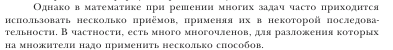 Однако в математике при решении многих задач часто приходится
использовать несколько приёмов, применяя их в некоторой последова-
тельности. В частности, есть много многочленов, для разложения которых
на множители надо применить несколько способов.